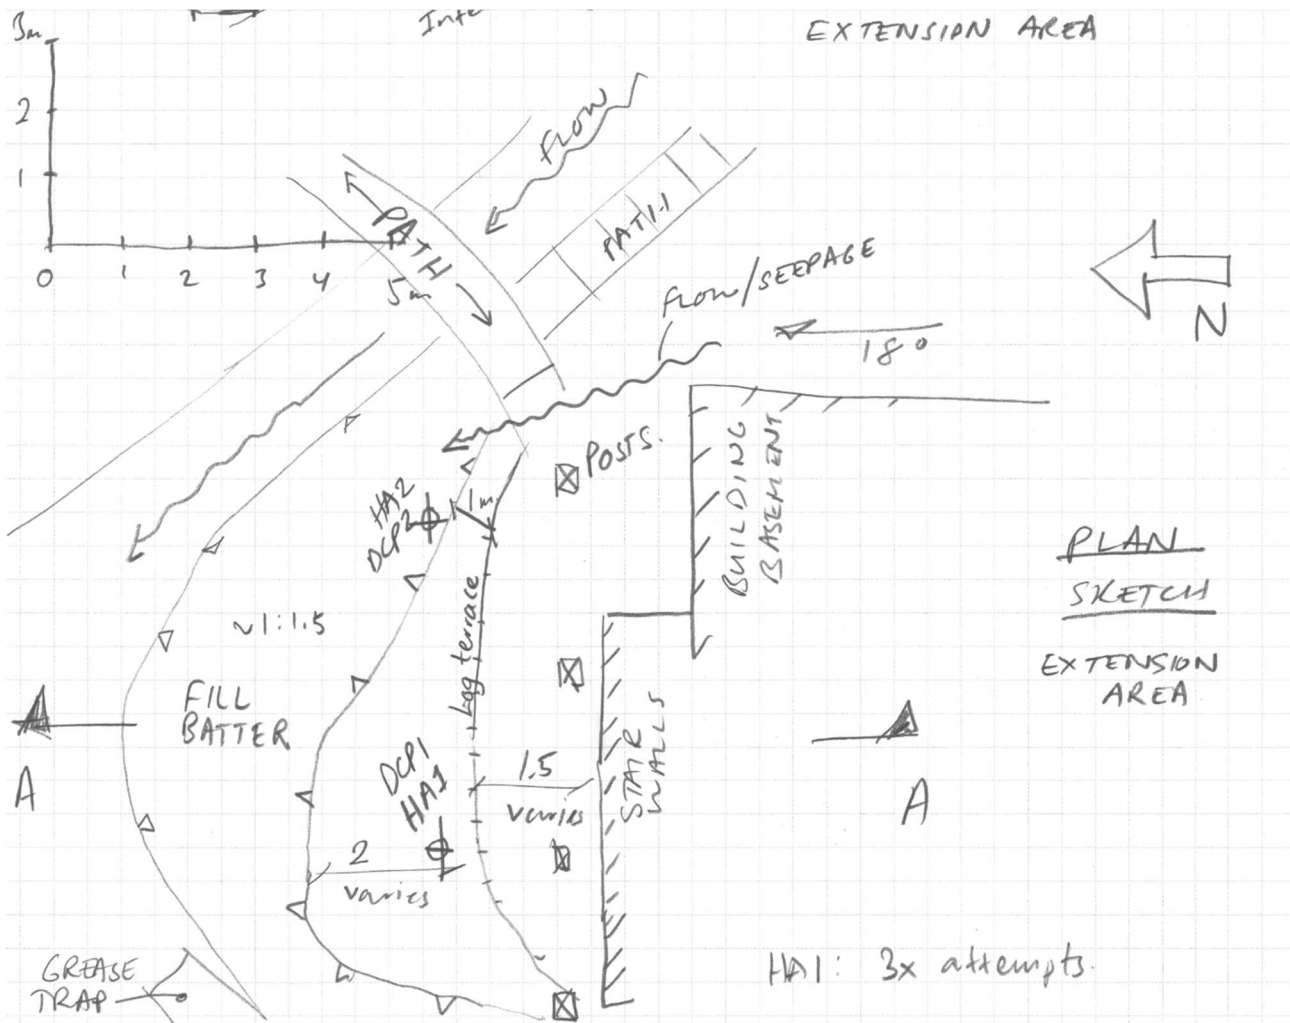 3m
EXTENSION AREA
2
FLOW
1
PATH
PATH
0 1 2 3 4 5m
FLOW/SEEPAGE
N
18°
POSTS.
HA2
DCP2
1m
BUILDING
BASEMENT
PLAN
SKETCH
EXTENSION
AREA
~1:1.5
Log terrace
FILL
BATTER
STAIR
WALLS
DCP1
HA1
1.5
varies
A
A
2
varies
GREASE
TRAP
HA1: 3x attempts.